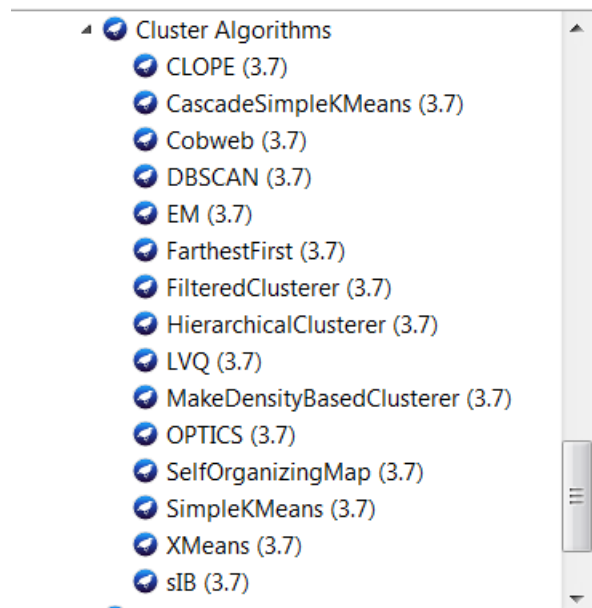 Cluster Algorithms
CLOPE (3.7)
CascadeSimpleKMeans (3.7)
Cobweb (3.7)
DBSCAN (3.7)
EM (3.7)
FarthestFirst (3.7)
FilteredClusterer (3.7)
HierarchicalClusterer (3.7)
LVQ (3.7)
MakeDensityBasedClusterer (3.7)
OPTICS (3.7)
SelfOrganizingMap (3.7)
SimpleKMeans (3.7)
XMeans (3.7)
sIB (3.7)